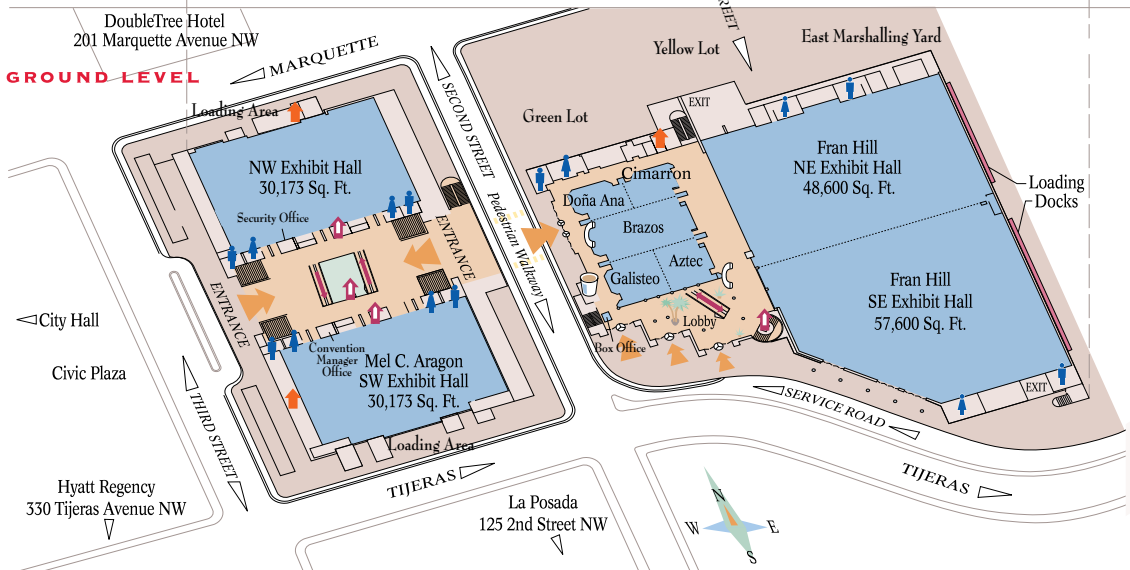 DoubleTree Hotel
201 Marquette Avenue NW
GROUND LEVEL
MARQUETTE
Loading Area
NW Exhibit Hall
30,173 Sq. Ft.
Security Office
ENTRANCE
ENTRANCE
Convention
Manager
Office
Mel C. Aragon
SW Exhibit Hall
30,173 Sq. Ft.
Loading Area
City Hall
Civic Plaza
THIRD STREET
Hyatt Regency
330 Tijeras Avenue NW
TIJERAS
SECOND STREET
Pedestrian Walkway
REET
Yellow Lot
East Marshalling Yard
Green Lot
EXIT
Cimarron
Doña Ana
Brazos
Aztec
Galisteo
Lobby
Box Office
Fran Hill
NE Exhibit Hall
48,600 Sq. Ft.
Loading
Docks
Fran Hill
SE Exhibit Hall
57,600 Sq. Ft.
EXIT
SERVICE ROAD
TIJERAS
La Posada
125 2nd Street NW
N
W
E
S